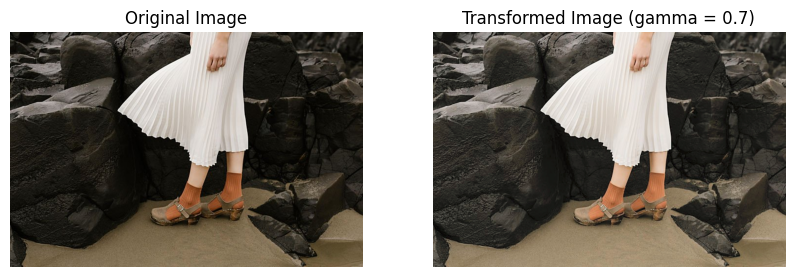 Original Image
Transformed Image (gamma = 0.7)